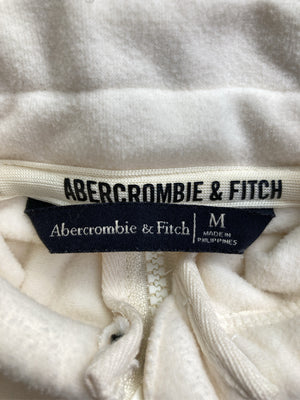 ABERCROMBIE & FITCH
Abercrombie & Fitch M
MADE IN
PHILIPPINES